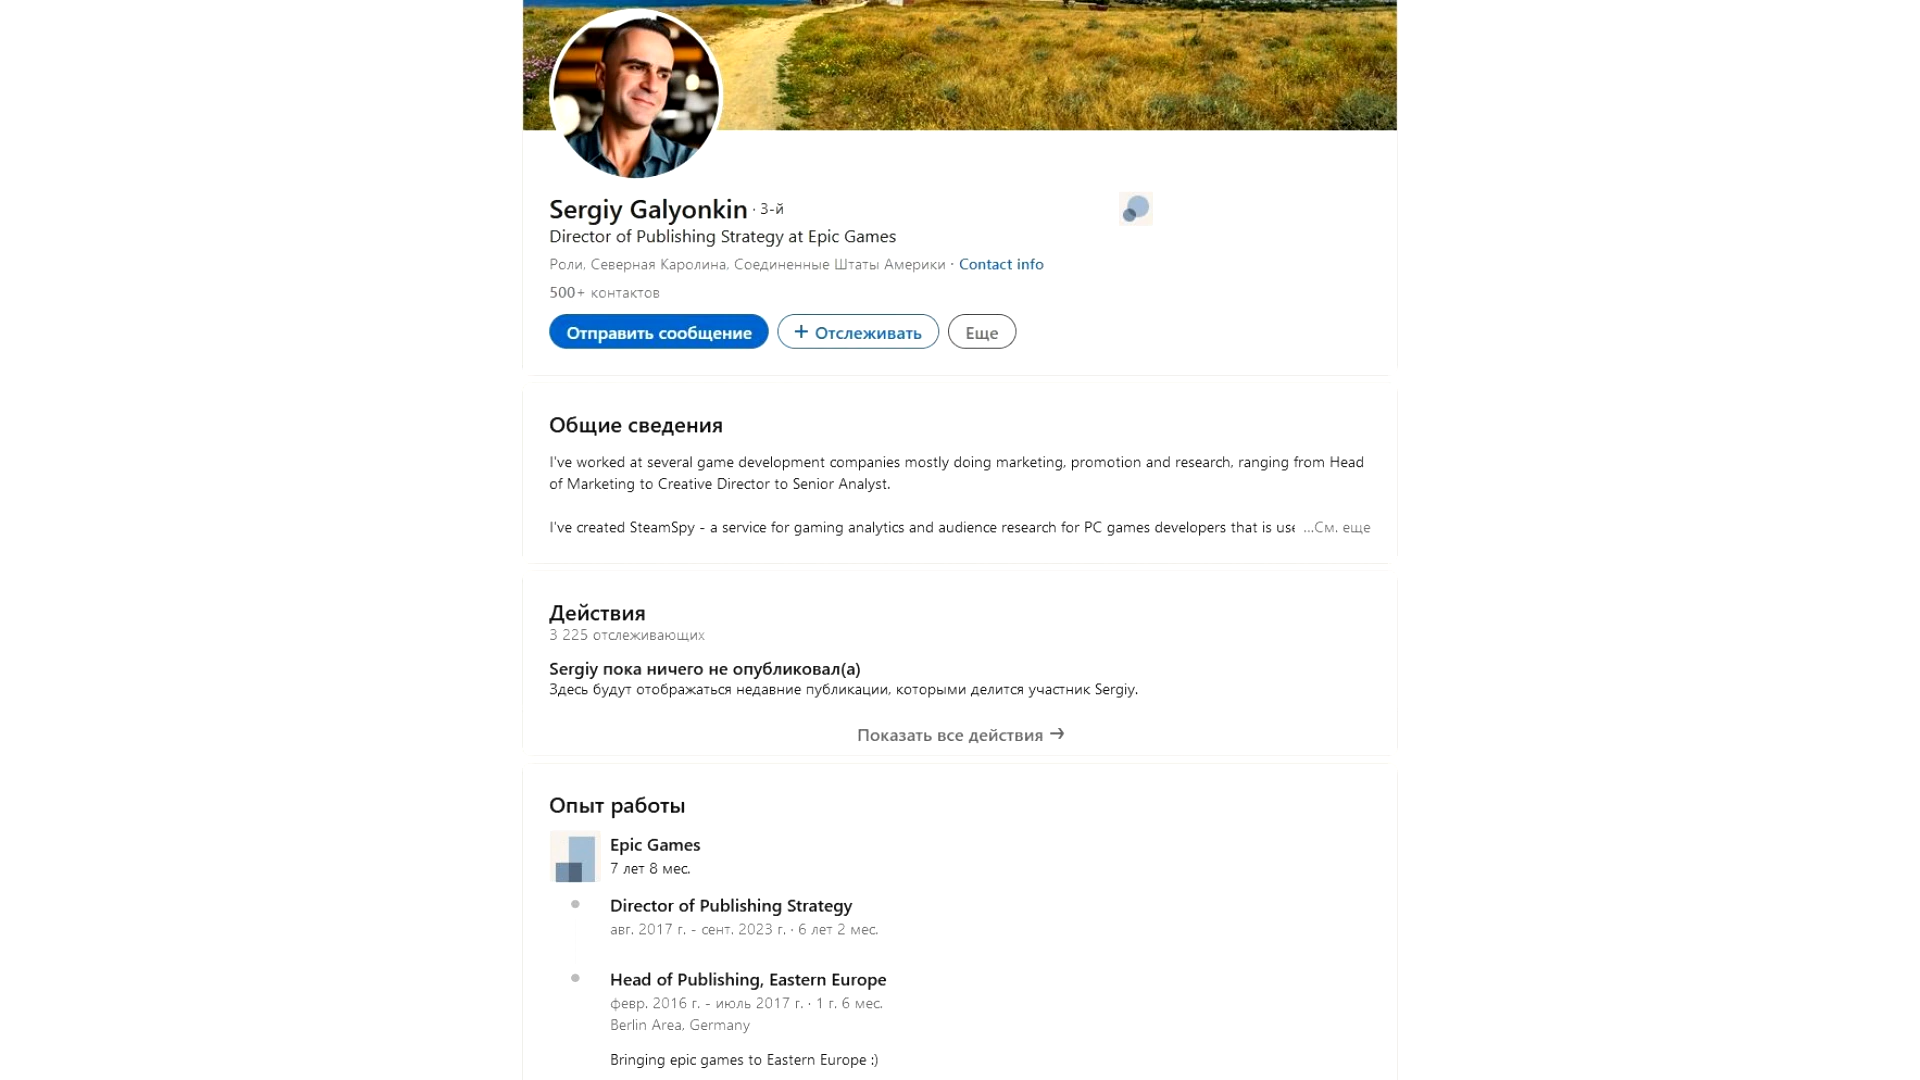 Sergiy Galyonkin · 3-й
Director of Publishing Strategy at Epic Games
Роли, Северная Каролина, Соединенные Штаты Америки · Contact info
500+ контактов
Отправить сообщение + Отслеживать Еще
Общие сведения
I've worked at several game development companies mostly doing marketing, promotion and research, ranging from Head
of Marketing to Creative Director to Senior Analyst.
I've created SteamSpy - a service for gaming analytics and audience research for PC games developers that is use ...См. еще
Действия
3 225 отслеживающих
Sergiy пока ничего не опубликовал(а)
Здесь будут отображаться недавние публикации, которыми делится участник Sergiy.
Показать все действия →
Опыт работы
Epic Games
7 лет 8 мес.
Director of Publishing Strategy
авг. 2017 г. - сент. 2023 г. · 6 лет 2 мес.
Head of Publishing, Eastern Europe
февр. 2016 г. - июль 2017 г. · 1 г. 6 мес.
Berlin Area, Germany
Bringing epic games to Eastern Europe :)